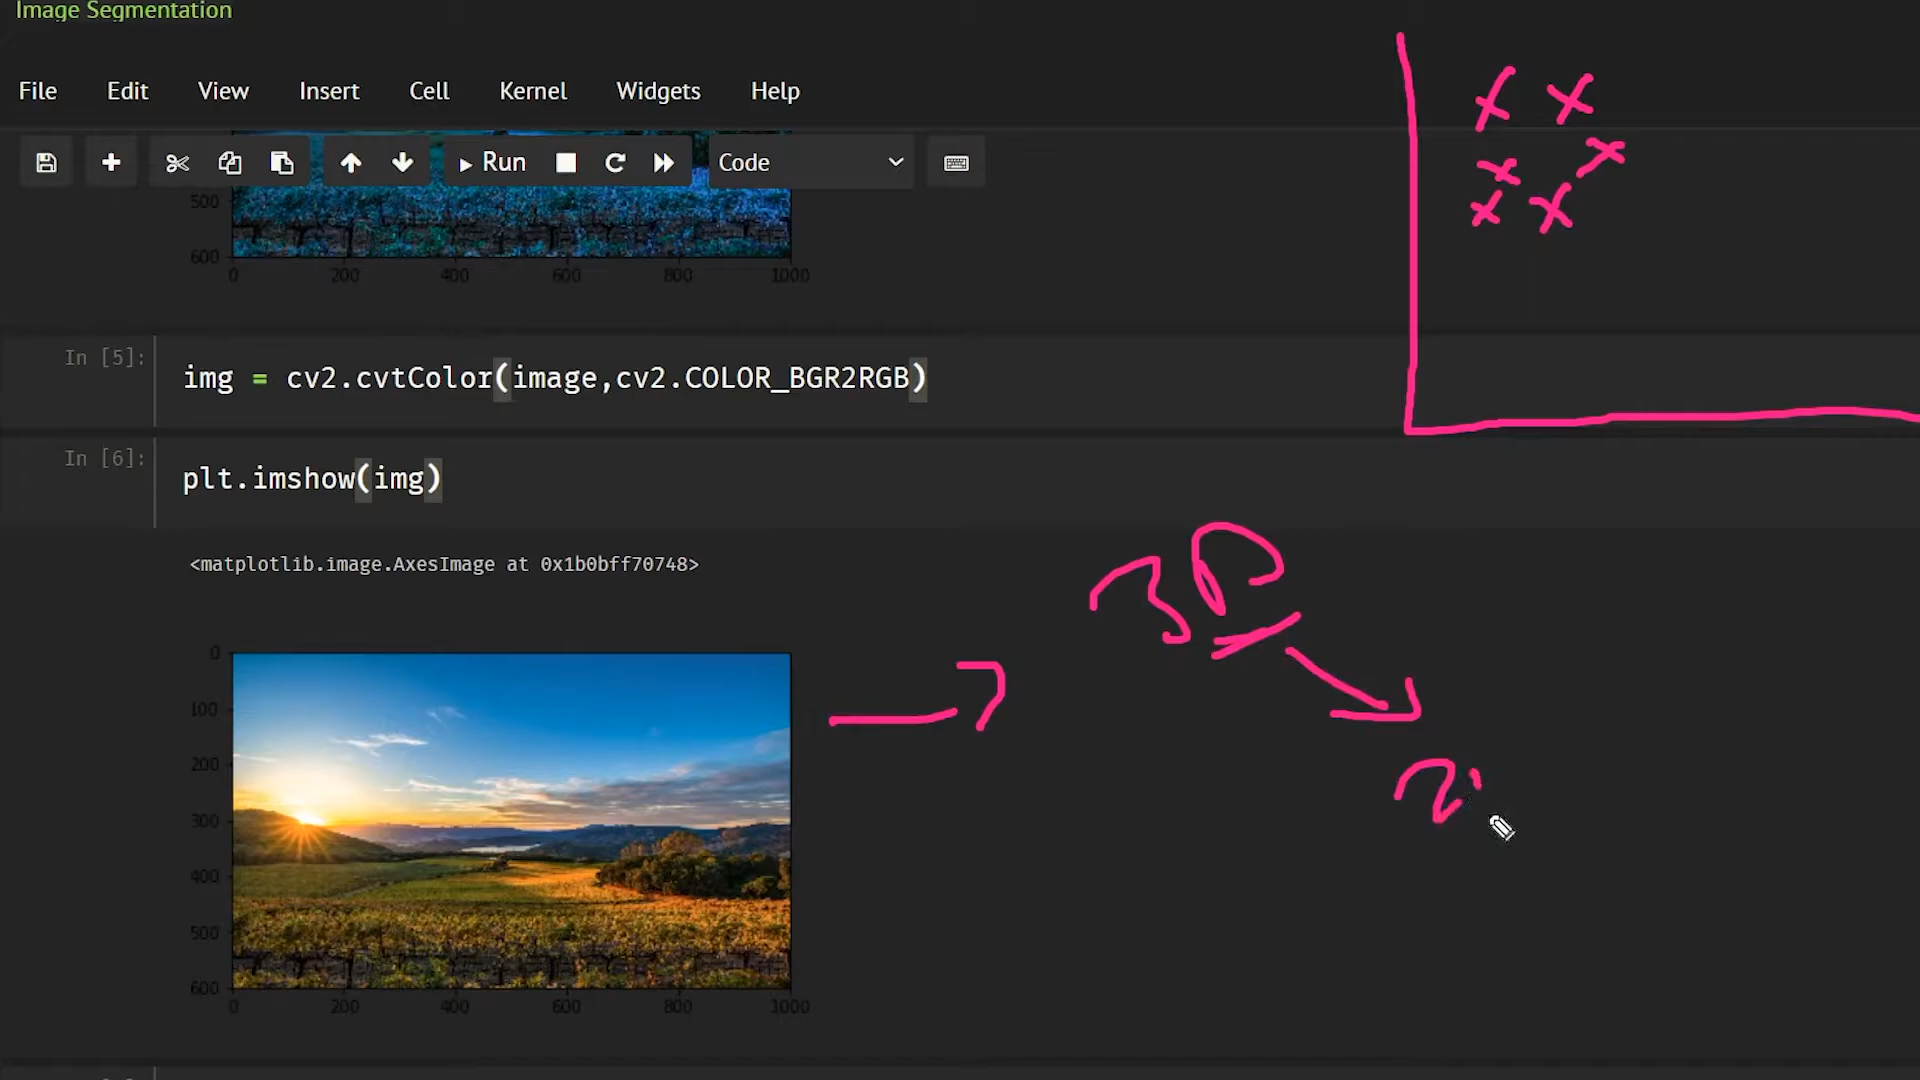 Image Segmentation
File Edit View Insert Cell Kernel Widgets Help
Run Code
500
600
0 200 400 600 800 1000
In [5]: img = cv2.cvtColor(image,cv2.COLOR_BGR2RGB)
In [6]: plt.imshow(img)
<matplotlib.image.AxesImage at 0x1b0bff70748>
3D
0
100
200
2
300
400
500
600
0 200 400 600 800 1000